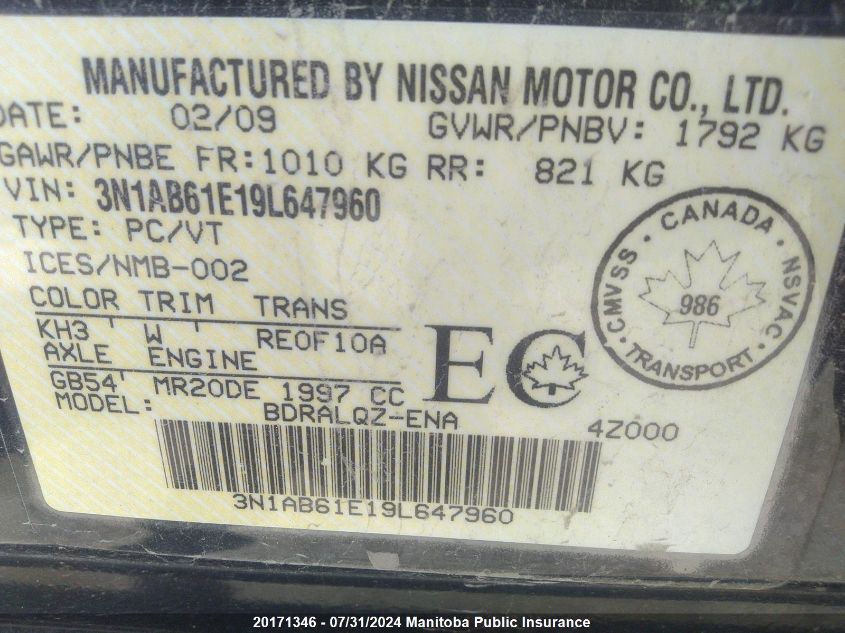 MANUFACTURED BY NISSAN MOTOR CO., LTD.
DATE: 02/09 GVWR/PNBV: 1792 KG
GAWR/PNBE FR: 1010 KG RR: 821 KG
VIN: 3N1AB61E19L647960
TYPE: PC/VT
ICES/NMB-002
COLOR TRIM TRANS
KH3 ' W ' RE0F10A
AXLE ENGINE
GB54' MR20DE 1997 CC
MODEL: BDRALQZ-ENA
EC
4Z000
CANADA · NSVAC · TRANSPORT · CMVSS ·
986
3N1AB61E19L647960
20171346 - 07/31/2024 Manitoba Public Insurance